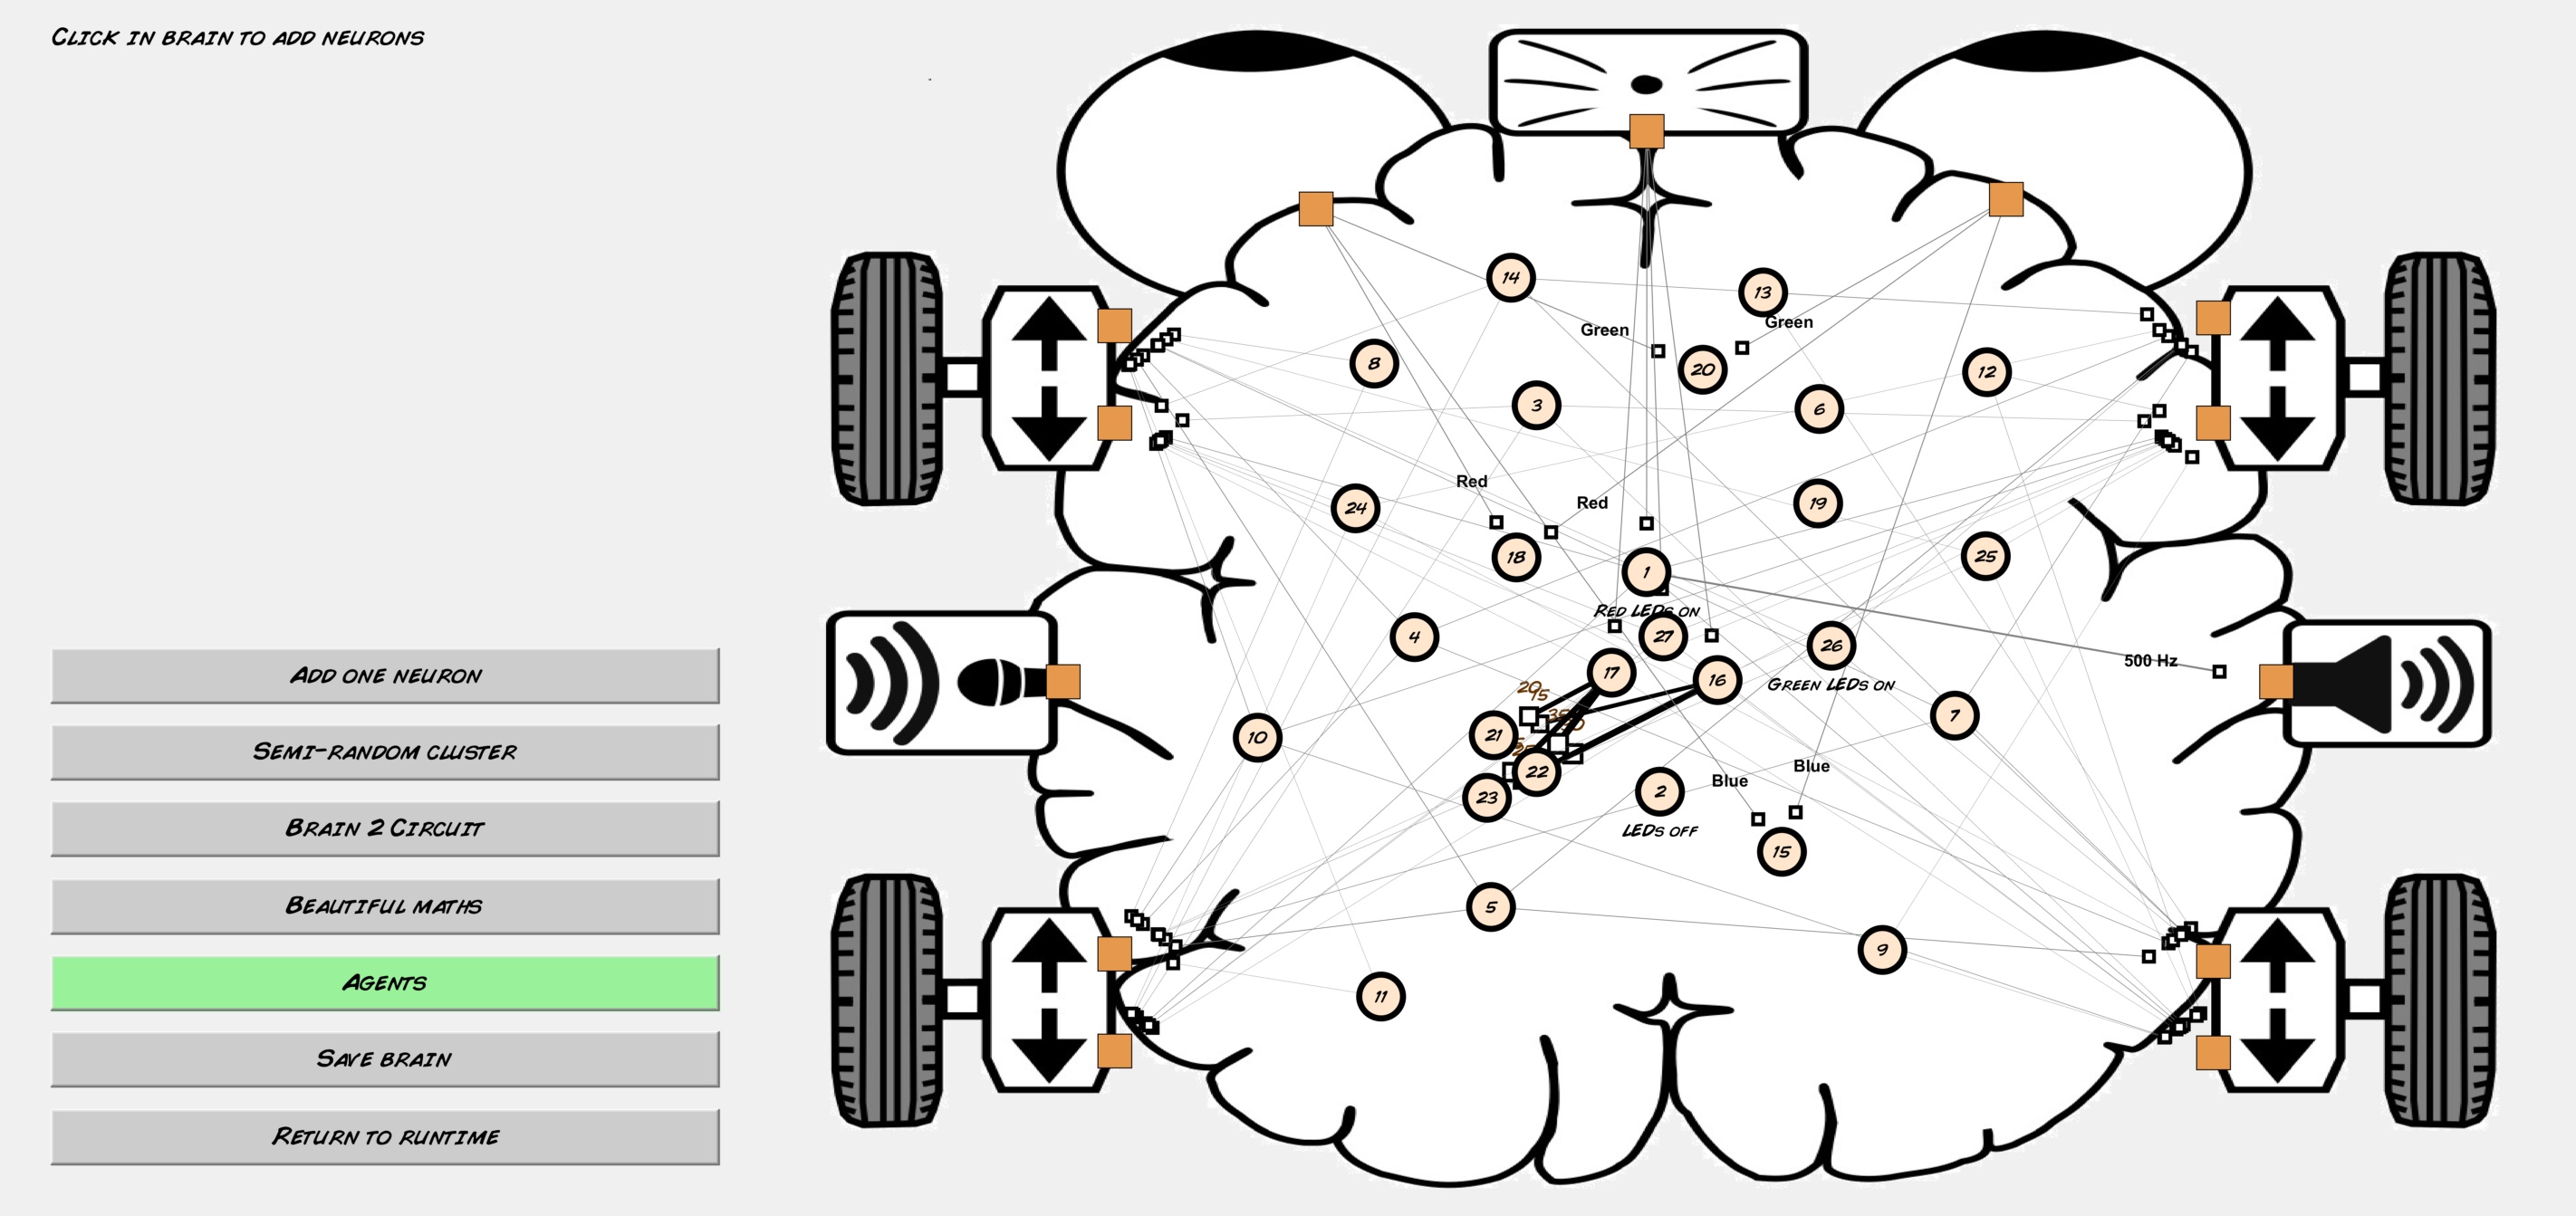 Click in brain to add neurons
14
13
Green
Green
8
20
12
3
6
Red
Red
24
19
18
25
1
Red LEDs on
4
27
26
17
16
Green LEDs on
500 Hz
20
15
7
10
21
22
23
2
LEDs off
Blue
Blue
15
5
9
11
Add one neuron
Semi-random cluster
Brain 2 Circuit
Beautiful maths
Agents
Save brain
Return to runtime